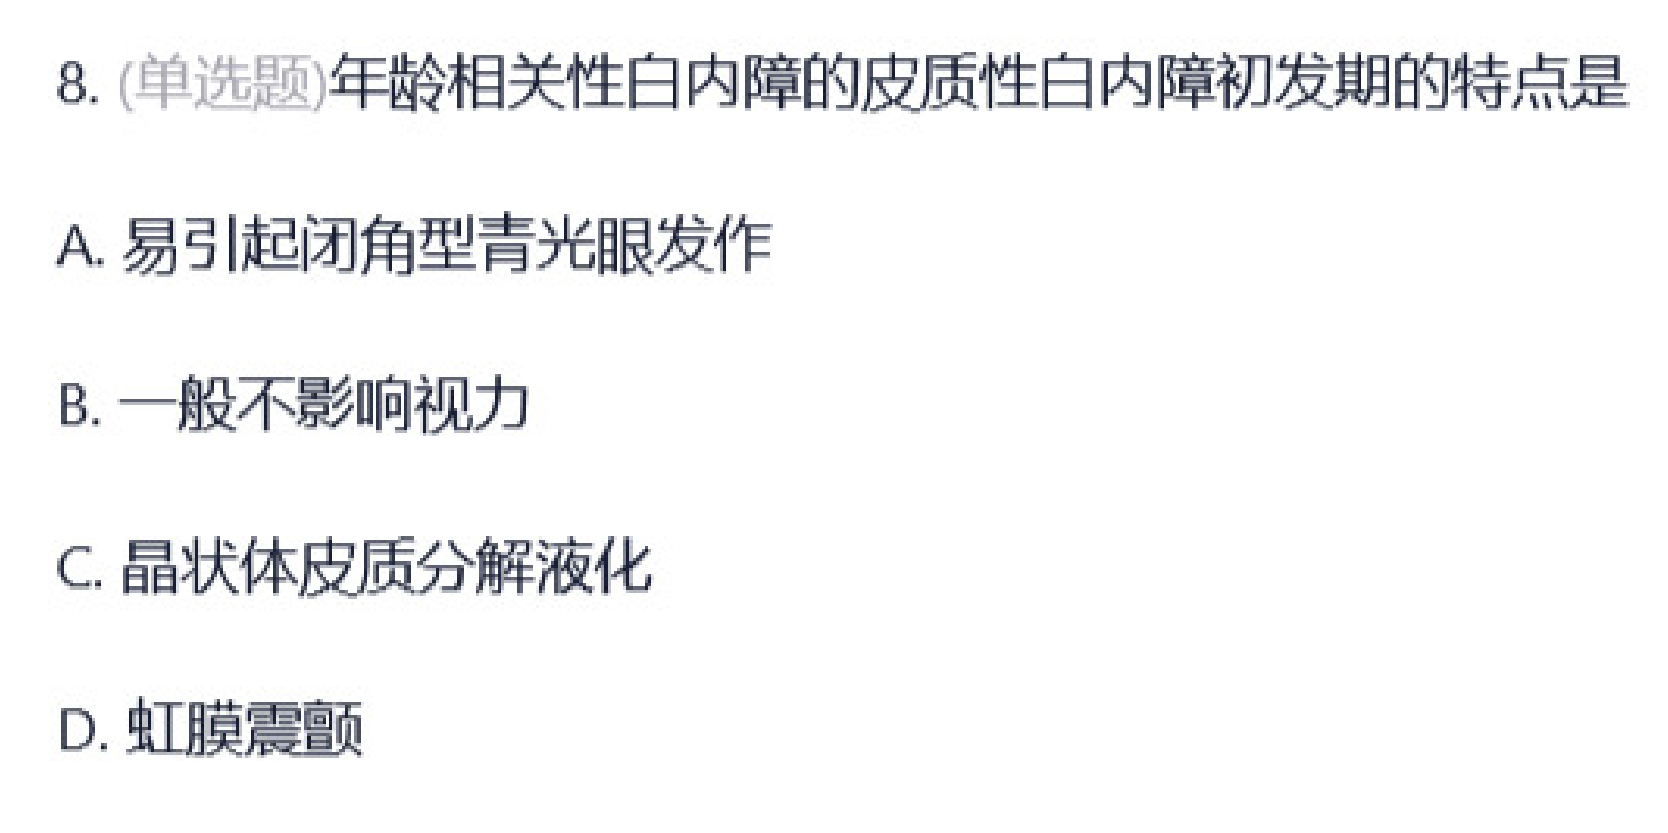 8. (单选题)年龄相关性白内障的皮质性白内障初发期的特点是
A. 易引起闭角型青光眼发作
B. 一般不影响视力
C. 晶状体皮质分解液化
D. 虹膜震颤